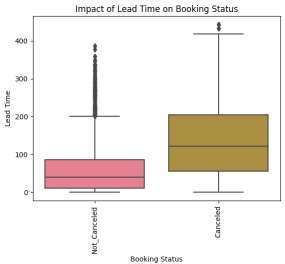 Impact of Lead Time on Booking Status
400
300
200
100
0
Lead Time
Not_Canceled
Canceled
Booking Status